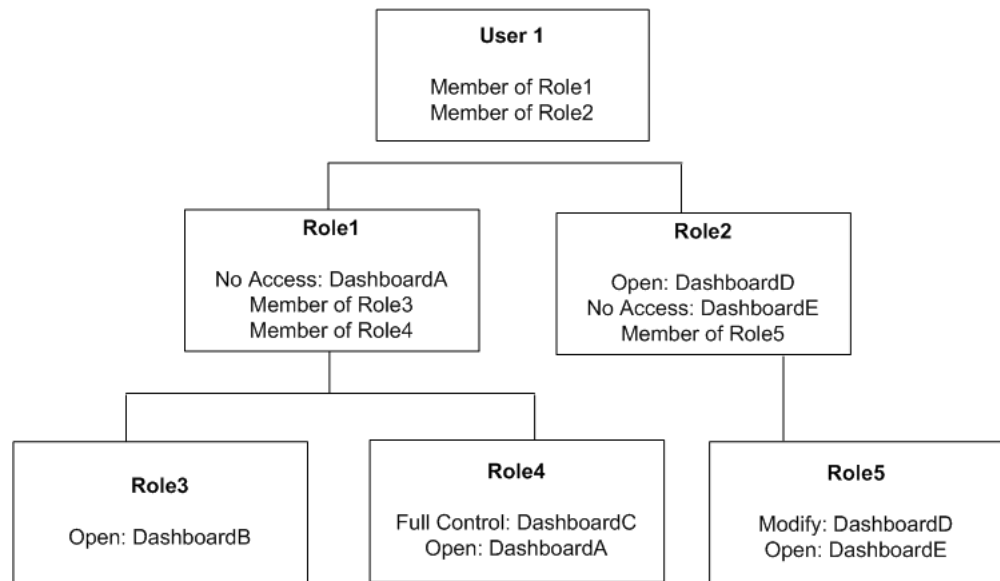 User 1
Member of Role1
Member of Role2
Role1
No Access: DashboardA
Member of Role3
Member of Role4
Role2
Open: DashboardD
No Access: DashboardE
Member of Role5
Role3
Open: DashboardB
Role4
Full Control: DashboardC
Open: DashboardA
Role5
Modify: DashboardD
Open: DashboardE